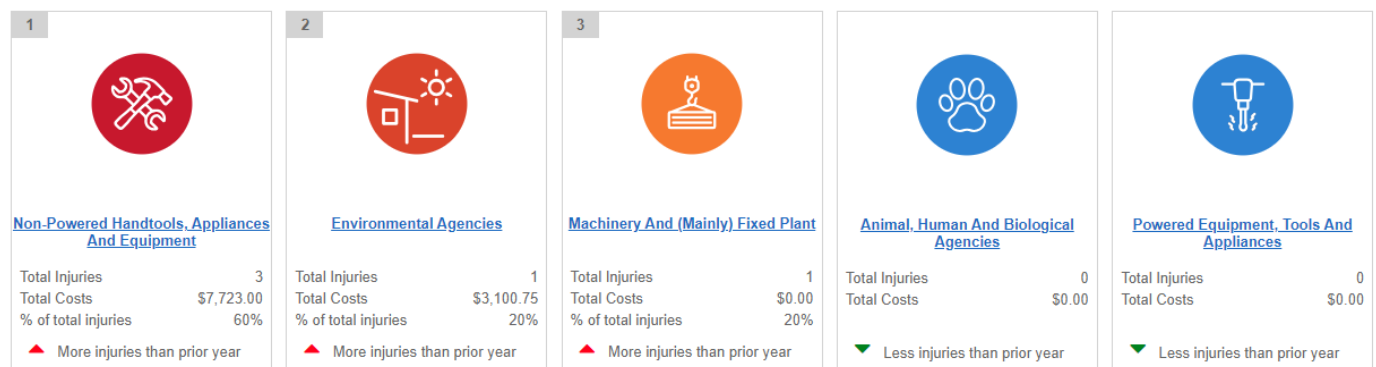 1
Non-Powered Handtools, Appliances
And Equipment
Total Injuries 3
Total Costs $7,723.00
% of total injuries 60%
More injuries than prior year
2
Environmental Agencies
Total Injuries 1
Total Costs $3,100.75
% of total injuries 20%
More injuries than prior year
3
Machinery And (Mainly) Fixed Plant
Total Injuries 1
Total Costs $0.00
% of total injuries 20%
More injuries than prior year
Animal, Human And Biological
Agencies
Total Injuries 0
Total Costs $0.00
Less injuries than prior year
Powered Equipment, Tools And
Appliances
Total Injuries 0
Total Costs $0.00
Less injuries than prior year